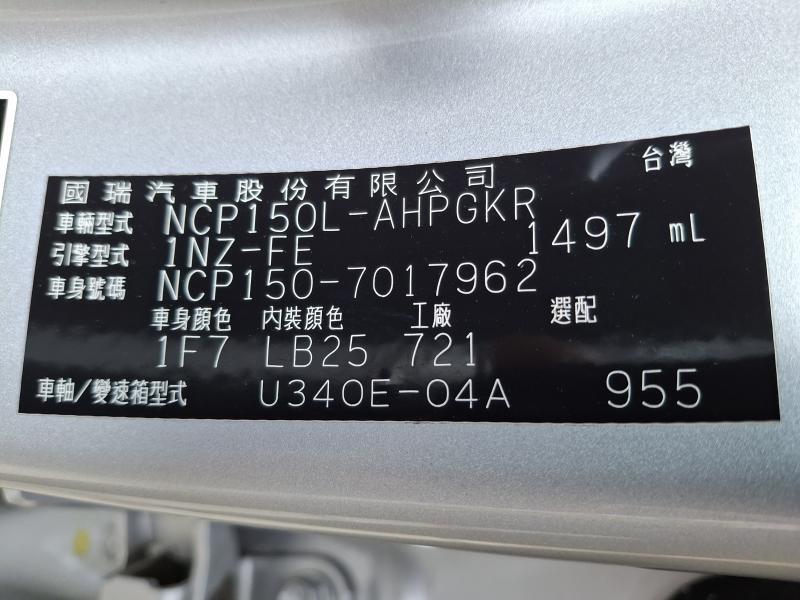 國瑞汽車股份有限公司 台灣
車輛型式 NCP150L-AHPGKR
引擎型式 1NZ-FE 1497 mL
車身號碼 NCP150-7017962
車身顏色 內裝顏色 工廠 選配
1F7 LB25 721
車軸/變速箱型式 U340E-04A 955